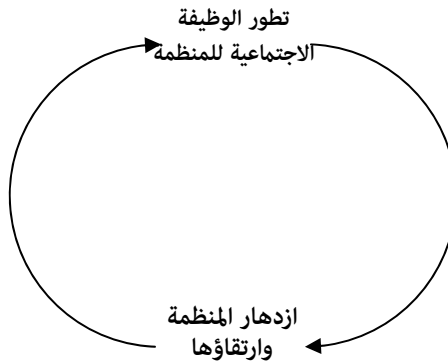 تطور الوظيفة
الاجتماعية للمنظمة
ازدهار المنظمة
وارتقاؤها